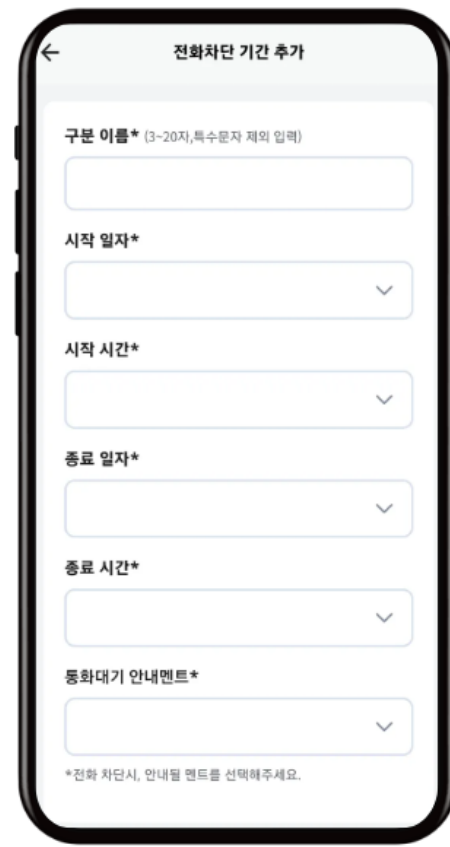 전화차단 기간 추가
구분 이름* (3~20자,특수문자 제외 입력)
시작 일자*
시작 시간*
종료 일자*
종료 시간*
통화대기 안내멘트*
*전화 차단시, 안내될 멘트를 선택해주세요.